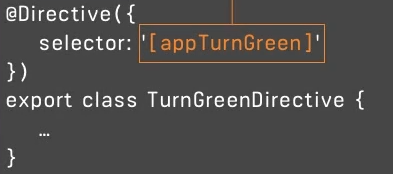 @Directive({
selector: '[appTurnGreen]'
})
export class TurnGreenDirective {
…
}